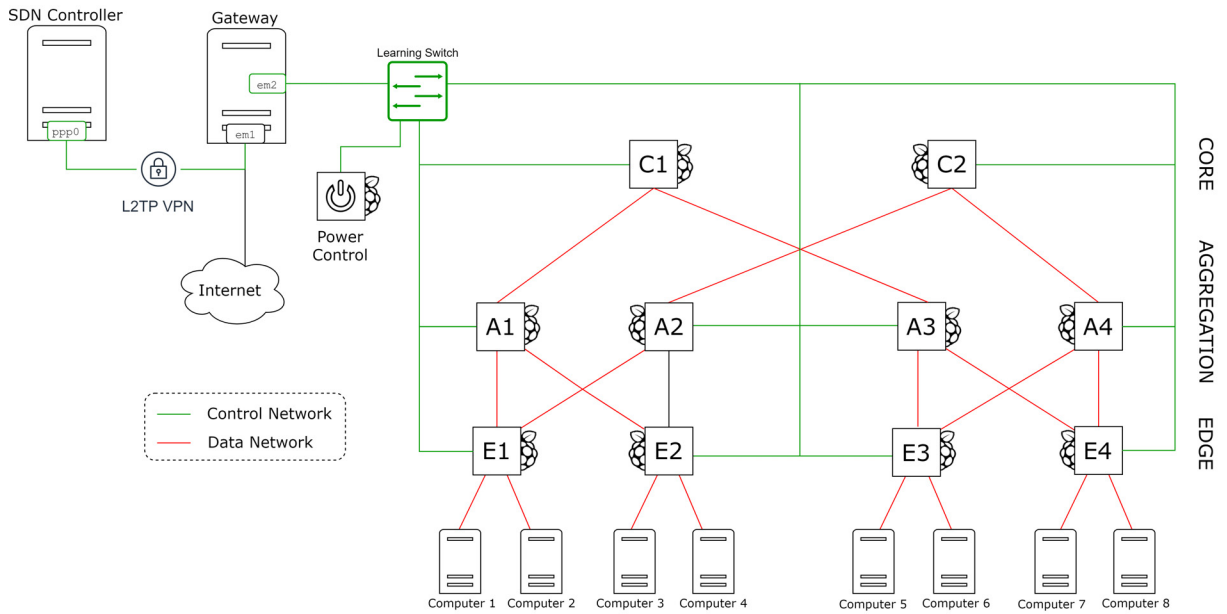 SDN Controller
Gateway
Learning Switch
em2
ppp0
em1
L2TP VPN
Power
Control
Internet
C1
C2
CORE
A1
A2
A3
A4
AGGREGATION
Control Network
Data Network
E1
E2
E3
E4
EDGE
Computer 1
Computer 2
Computer 3
Computer 4
Computer 5
Computer 6
Computer 7
Computer 8